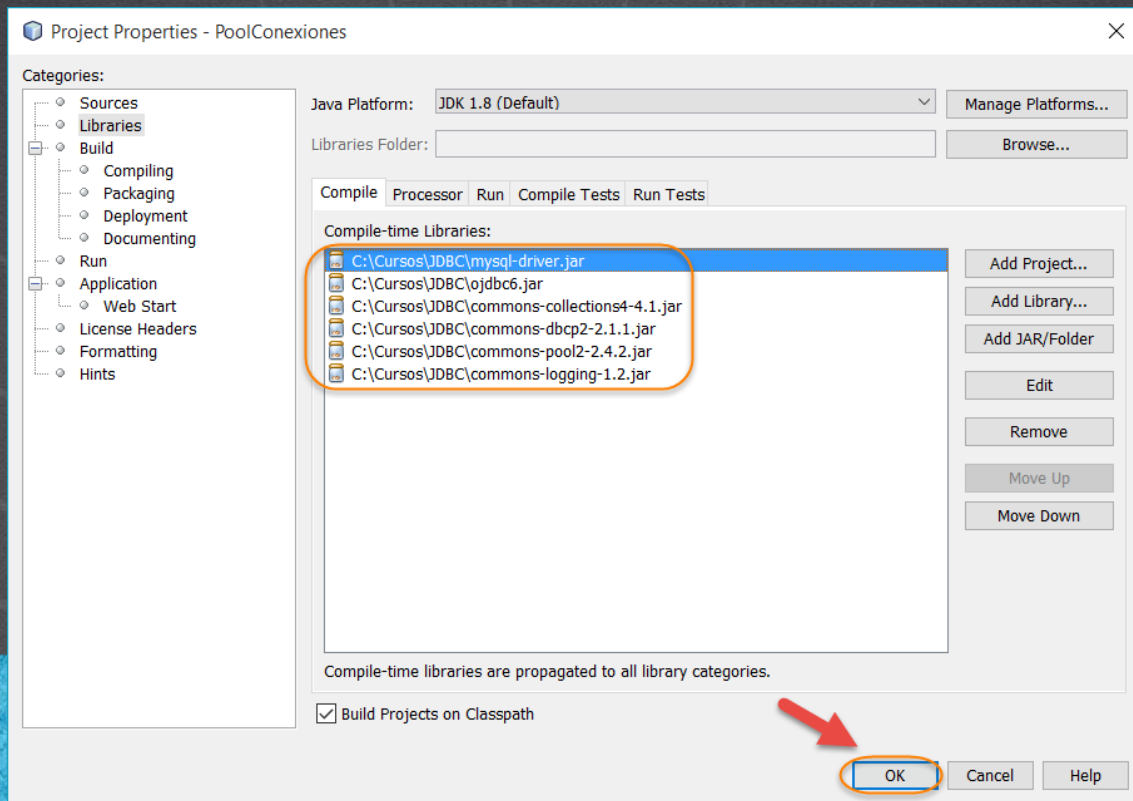 Project Properties - PoolConexiones
Categories:
Sources
Libraries
Build
Compiling
Packaging
Deployment
Documenting
Run
Application
Web Start
License Headers
Formatting
Hints
Java Platform: JDK 1.8 (Default) Manage Platforms...
Libraries Folder: Browse...
Compile Processor Run Compile Tests Run Tests
Compile-time Libraries:
C:\Cursos\JDBC\mysql-driver.jar
C:\Cursos\JDBC\ojdbc6.jar
C:\Cursos\JDBC\commons-collections4-4.1.jar
C:\Cursos\JDBC\commons-dbcp2-2.1.1.jar
C:\Cursos\JDBC\commons-pool2-2.4.2.jar
C:\Cursos\JDBC\commons-logging-1.2.jar
Add Project...
Add Library...
Add JAR/Folder
Edit
Remove
Move Up
Move Down
Compile-time libraries are propagated to all library categories.
Build Projects on Classpath
OK Cancel Help